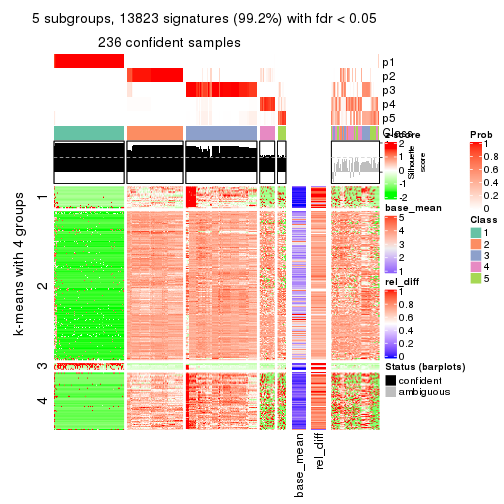 5 subgroups, 13823 signatures (99.2%) with fdr < 0.05
236 confident samples
p1
p2
p3
p4
p5
Class
Silhouette
score
z-score
2
1
0
-1
-2
base_mean
5
4
3
2
1
rel_diff
1
0.8
0.6
0.4
0.2
0
Status (barplots)
confident
ambiguous
Prob
1
0.8
0.6
0.4
0.2
0
Class
1
2
3
4
5
k-means with 4 groups
1
2
3
4
base_mean
rel_diff